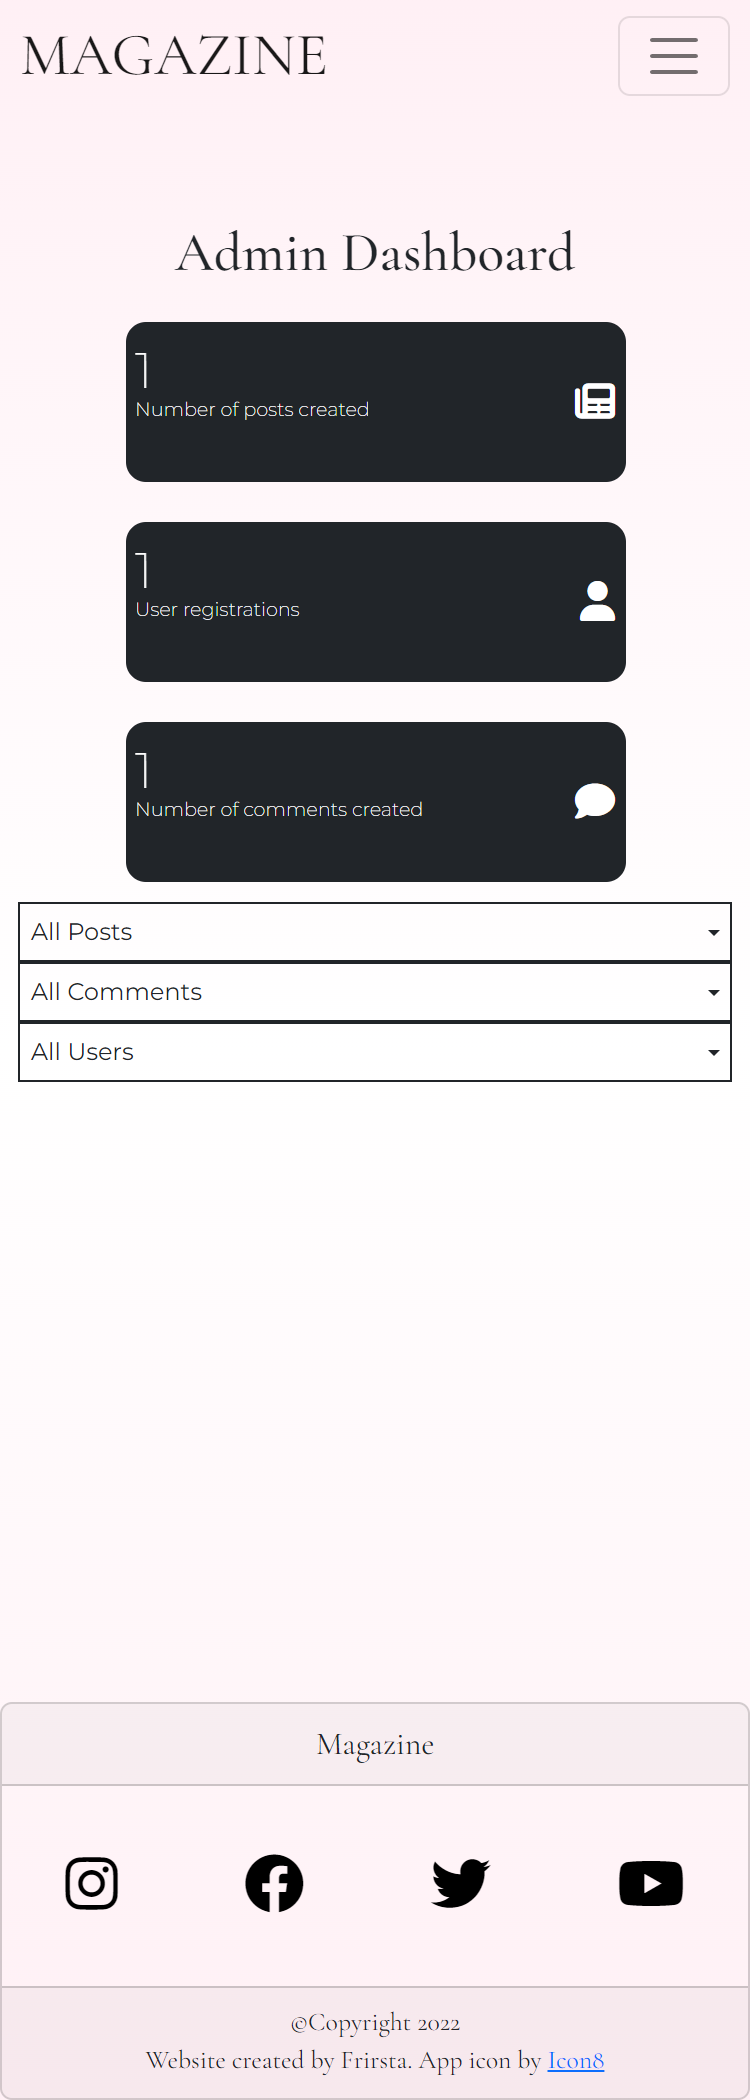 MAGAZINE
Admin Dashboard
1
Number of posts created
1
User registrations
1
Number of comments created
All Posts
All Comments
All Users
Magazine
©Copyright 2022
Website created by Frirsta. App icon by Icon8